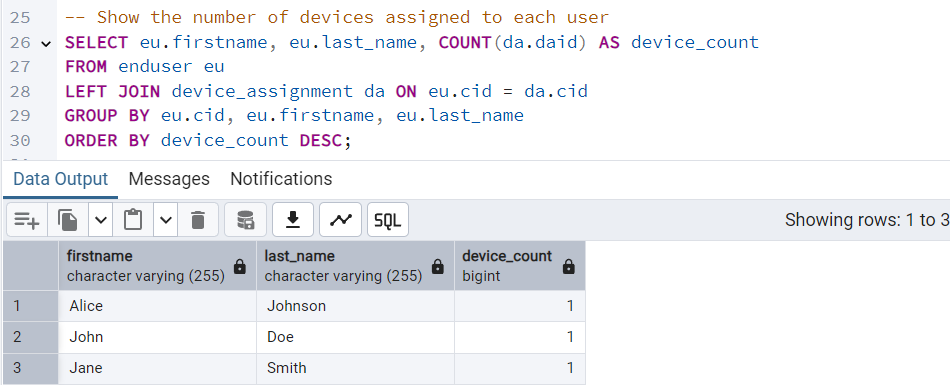 25 -- Show the number of devices assigned to each user
26 SELECT eu.firstname, eu.last_name, COUNT(da.daid) AS device_count
27 FROM enduser eu
28 LEFT JOIN device_assignment da ON eu.cid = da.cid
29 GROUP BY eu.cid, eu.firstname, eu.last_name
30 ORDER BY device_count DESC;
Data Output Messages Notifications
SQL Showing rows: 1 to 3
firstname last_name device_count
character varying (255) character varying (255) bigint
1 Alice Johnson 1
2 John Doe 1
3 Jane Smith 1